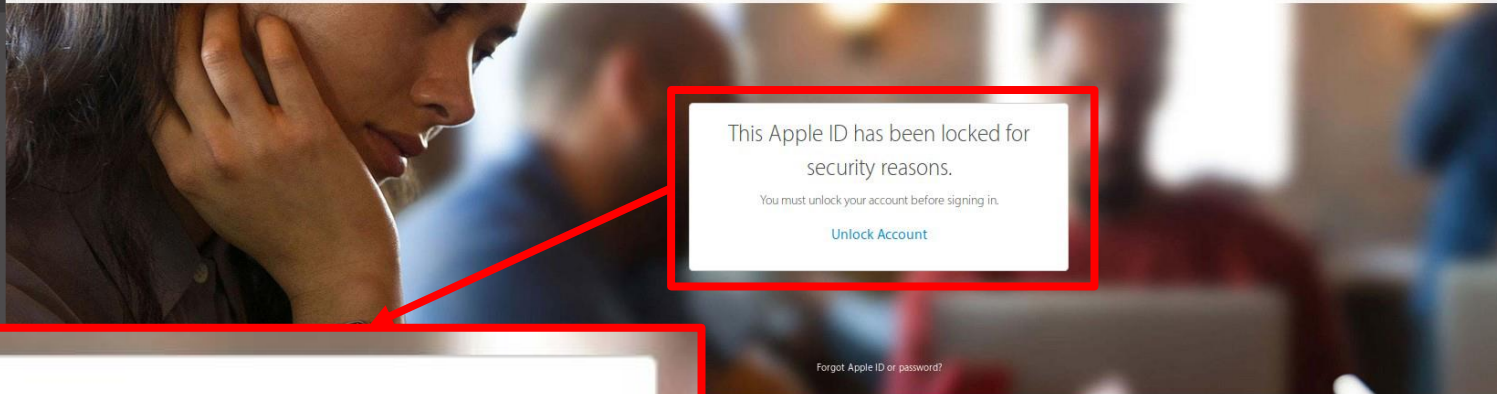 This Apple ID has been locked for
security reasons.
You must unlock your account before signing in.
Unlock Account
Forgot Apple ID or password?